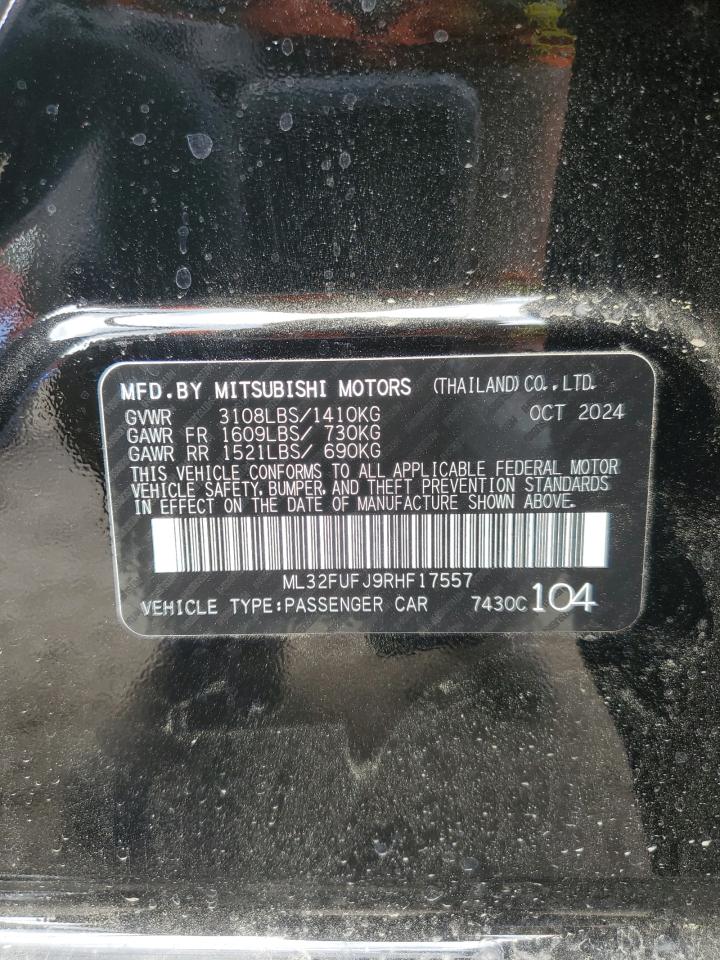 MFD.BY MITSUBISHI MOTORS (THAILAND) CO., LTD.
GVWR 3108LBS/1410KG OCT 2024
GAWR FR 1609LBS/ 730KG
GAWR RR 1521LBS/ 690KG
THIS VEHICLE CONFORMS TO ALL APPLICABLE FEDERAL MOTOR
VEHICLE SAFETY, BUMPER, AND THEFT PREVENTION STANDARDS
IN EFFECT ON THE DATE OF MANUFACTURE SHOWN ABOVE.
ML32FUFJ9RHF17557
VEHICLE TYPE:PASSENGER CAR 7430C 104